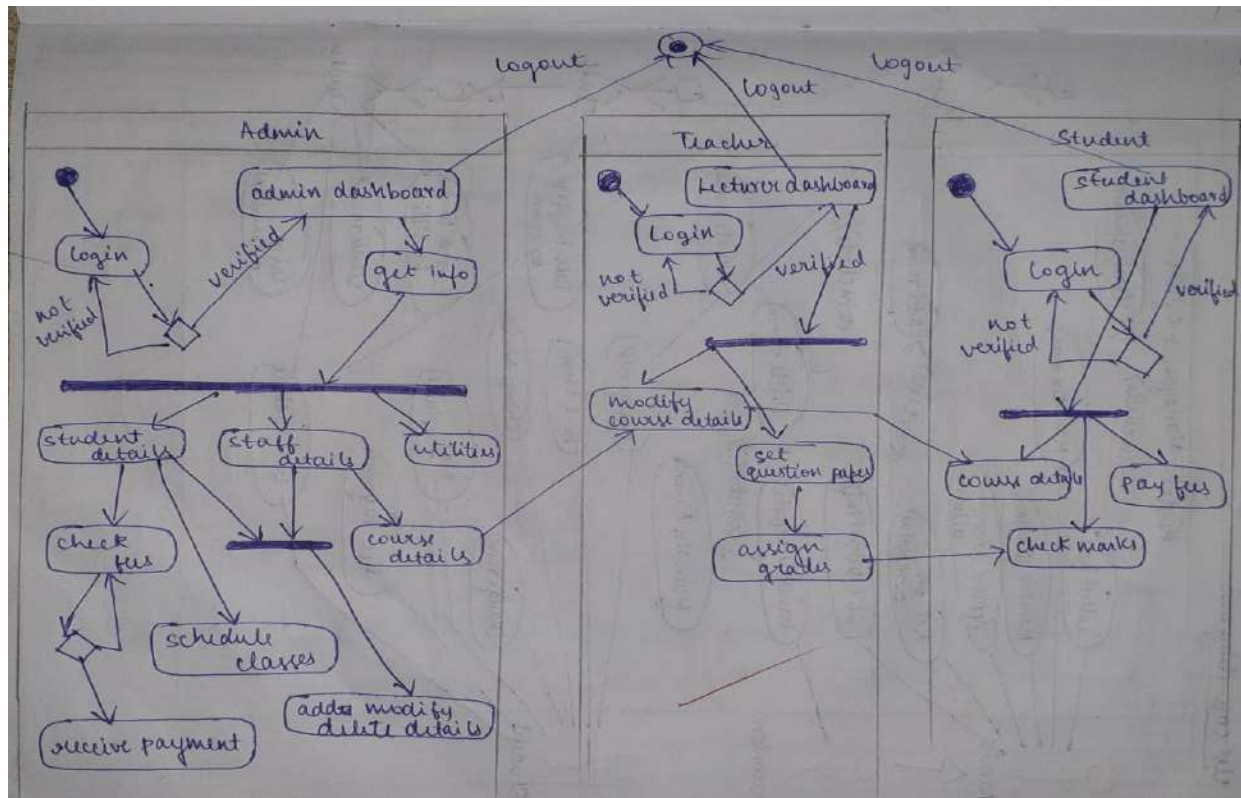 logout
logout
logout
Admin
Teacher
Student
admin dashboard
login
verified
get info
not
verified
student
details
staff
details
utilities
check
fees
course
details
schedule
classes
receive payment
add modify
delete details
Lecturer dashboard
login
not
verified
verified
modify
course details
set
question paper
assign
grades
student
dashboard
login
not
verified
verified
course details
pay fees
check marks